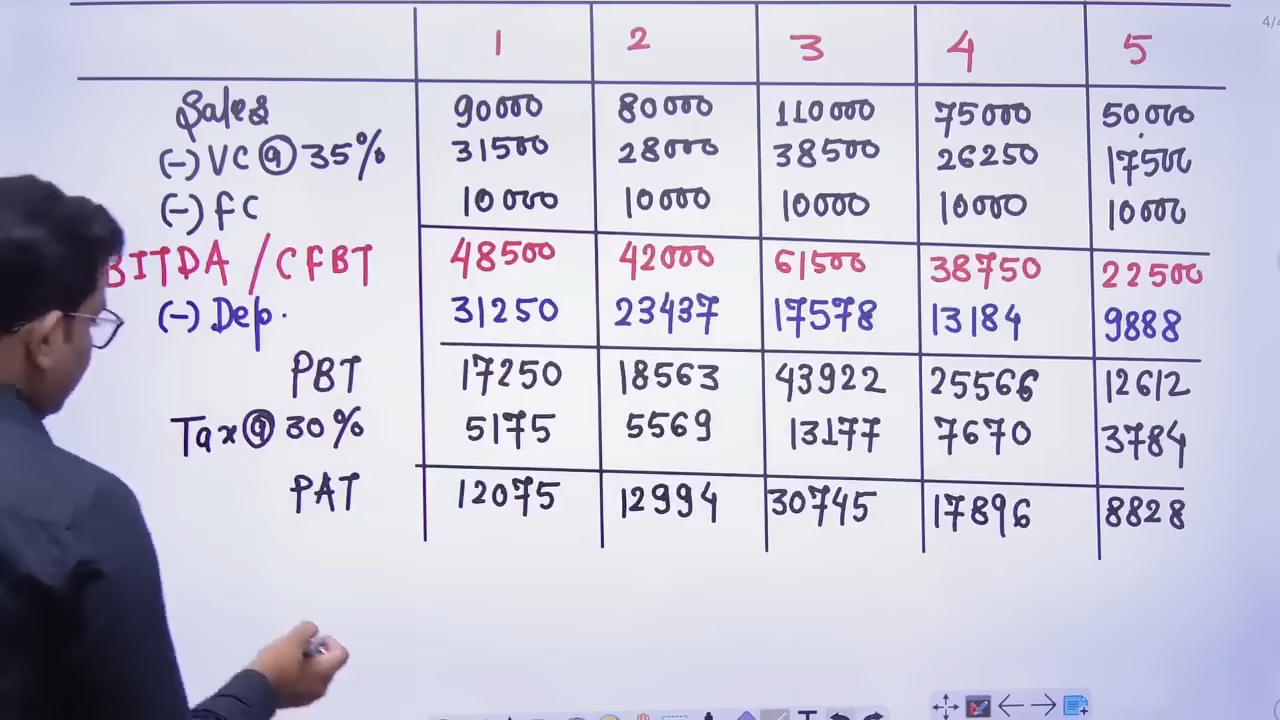 1 2 3 4 5
Sales 90000 80000 110000 75000 50000
(-) VC @ 35% 31500 28000 38500 26250 17500
(-) FC 10000 10000 10000 10000 10000
BITDA / CFBT 48500 42000 61500 38750 22500
(-) Dep. 31250 23437 17578 13184 9888
PBT 17250 18563 43922 25566 12612
Tax @ 30% 5175 5569 13177 7670 3784
PAT 12075 12994 30745 17896 8828